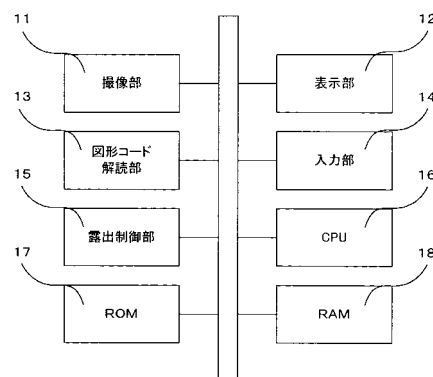 11
撮像部
12
表示部
13
図形コード
解読部
14
入力部
15
露出制御部
16
CPU
17
ROM
18
RAM